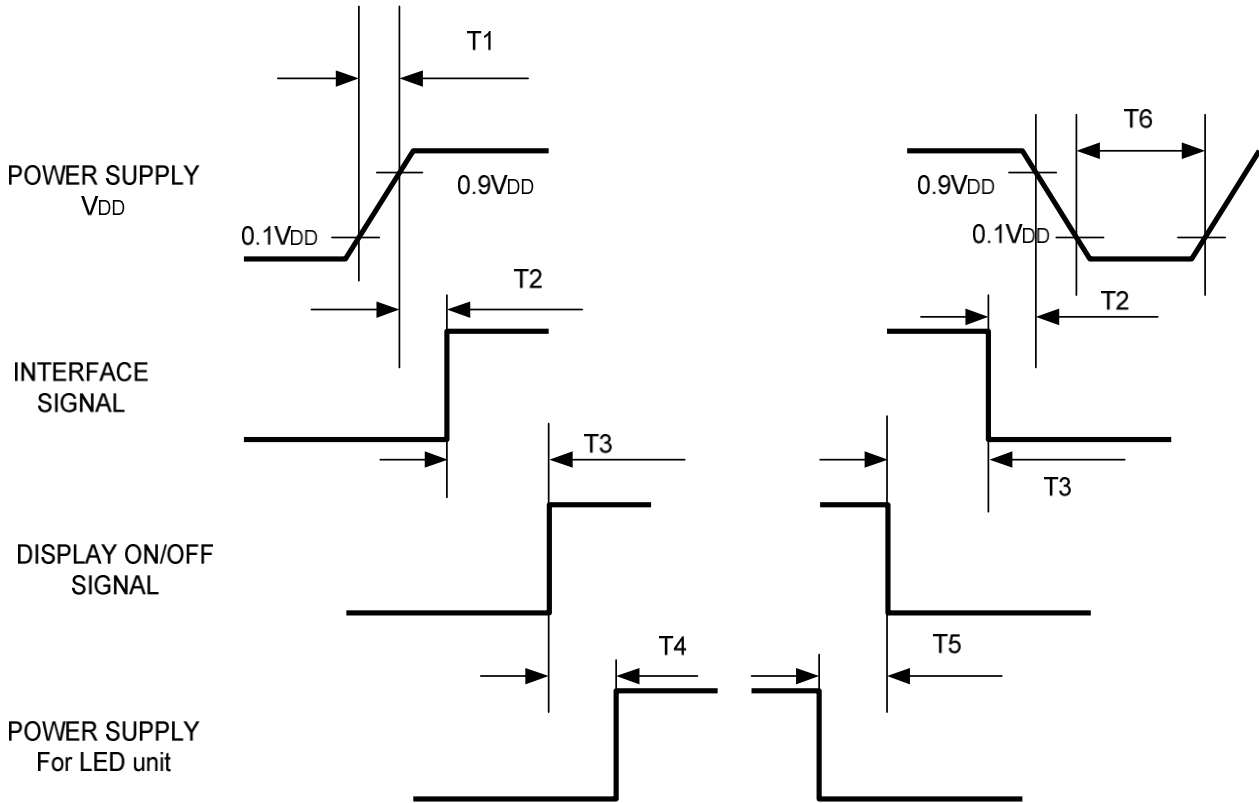 T1
T6
POWER SUPPLY
VDD
0.9VDD
0.9VDD
0.1VDD
0.1VDD
T2
T2
INTERFACE
SIGNAL
T3
T3
DISPLAY ON/OFF
SIGNAL
T4
T5
POWER SUPPLY
For LED unit